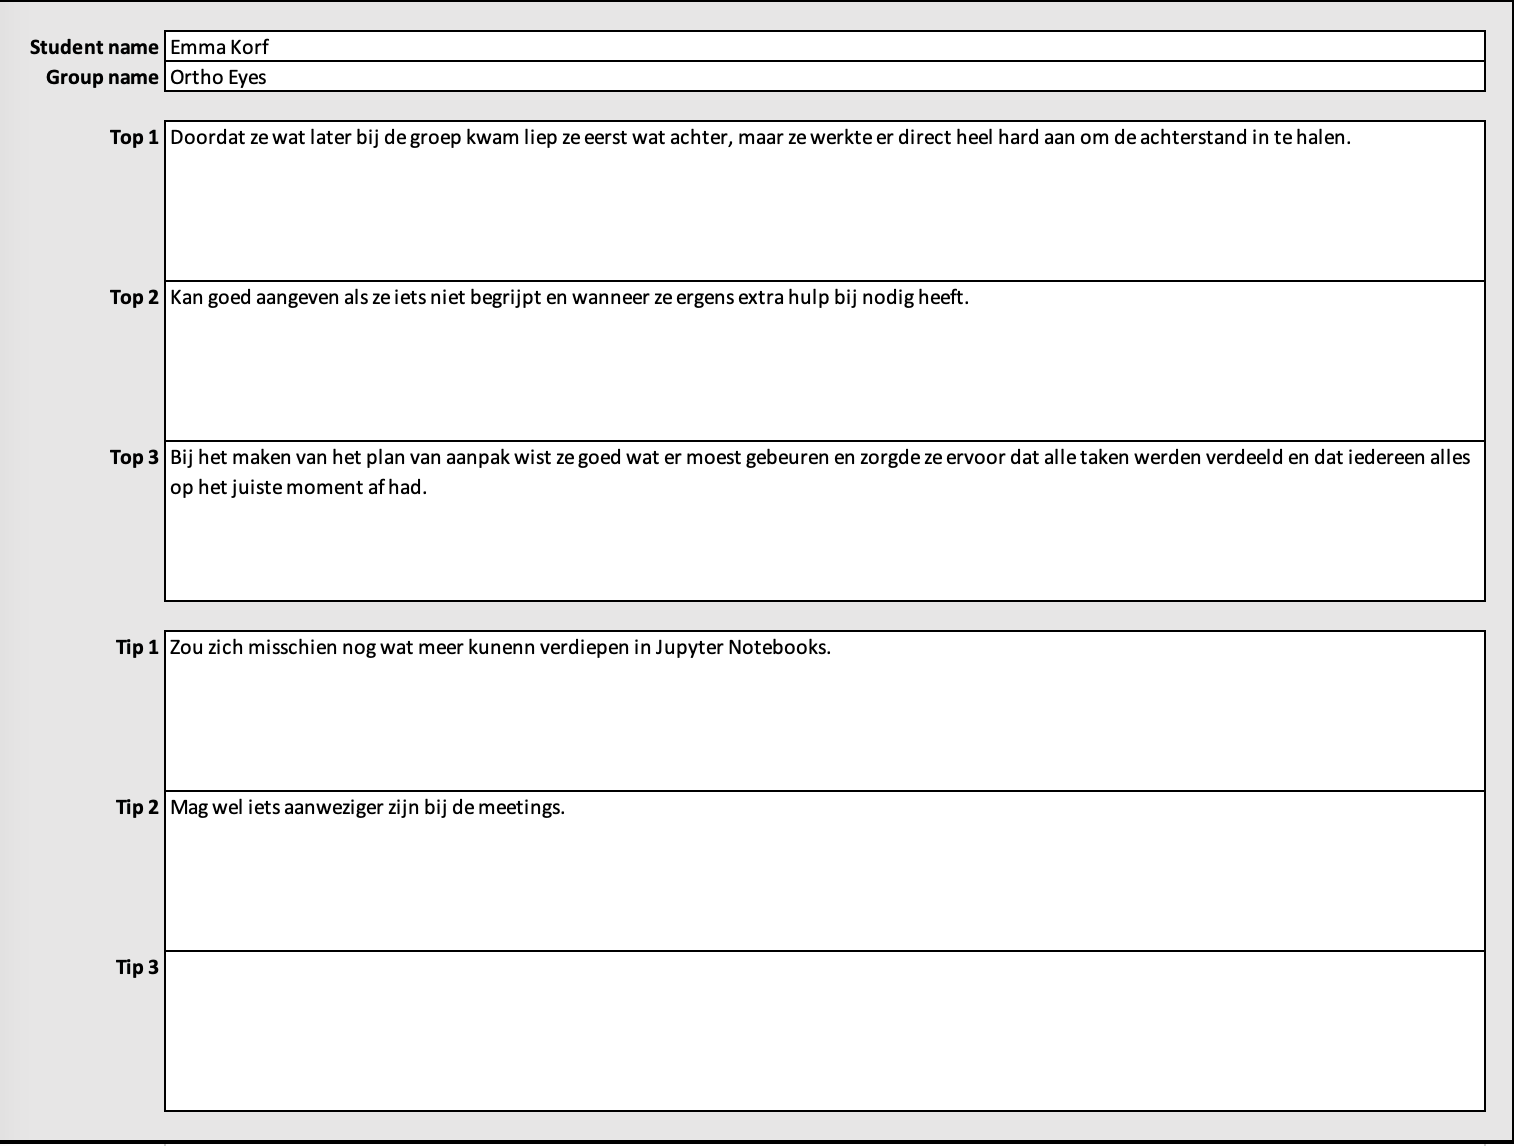 Student name Emma Korf
Group name Ortho Eyes
Top 1 Doordat ze wat later bij de groep kwam liep ze eerst wat achter, maar ze werkte er direct heel hard aan om de achterstand in te halen.
Top 2 Kan goed aangeven als ze iets niet begrijpt en wanneer ze ergens extra hulp bij nodig heeft.
Top 3 Bij het maken van het plan van aanpak wist ze goed wat er moest gebeuren en zorgde ze ervoor dat alle taken werden verdeeld en dat iedereen alles
op het juiste moment af had.
Tip 1 Zou zich misschien nog wat meer kunenn verdiepen in Jupyter Notebooks.
Tip 2 Mag wel iets aanweziger zijn bij de meetings.
Tip 3